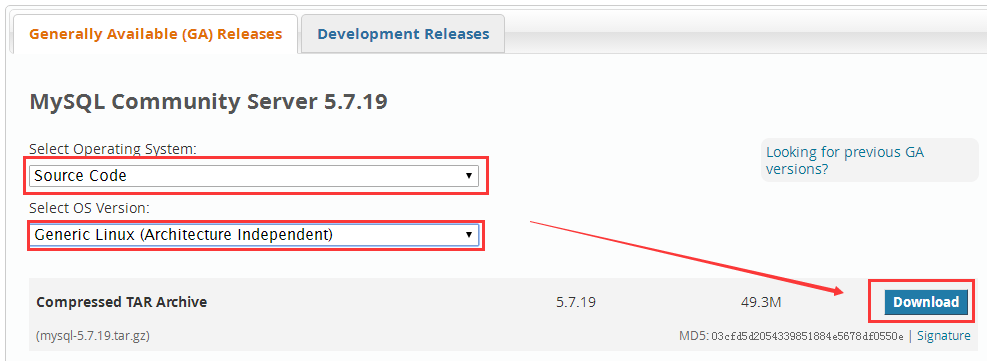 Generally Available (GA) Releases
Development Releases
MySQL Community Server 5.7.19
Select Operating System:
Source Code
Looking for previous GA
versions?
Select OS Version:
Generic Linux (Architecture Independent)
Compressed TAR Archive 5.7.19 49.3M Download
(mysql-5.7.19.tar.gz) MD5: 03cfd5d2054339851884e5678df0550e | Signature